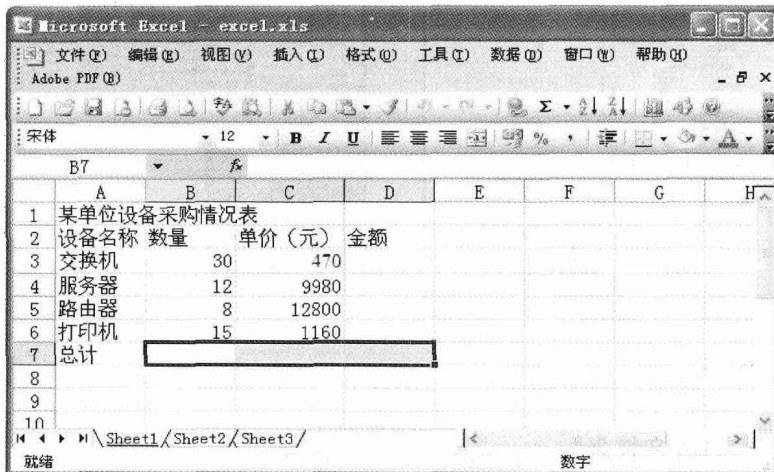 Microsoft Excel - excel.xls
文件(F) 编辑(E) 视图(V) 插入(I) 格式(O) 工具(T) 数据(D) 窗口(W) 帮助(H)
Adobe PDF(B)
宋体 12 B I U % ,
B7 fx
A B C D E F G H
1 某单位设备采购情况表
2 设备名称 数量 单价（元） 金额
3 交换机 30 470
4 服务器 12 9980
5 路由器 8 12800
6 打印机 15 1160
7 总计
8
9
10
Sheet1 / Sheet2 / Sheet3 /
就绪 数字